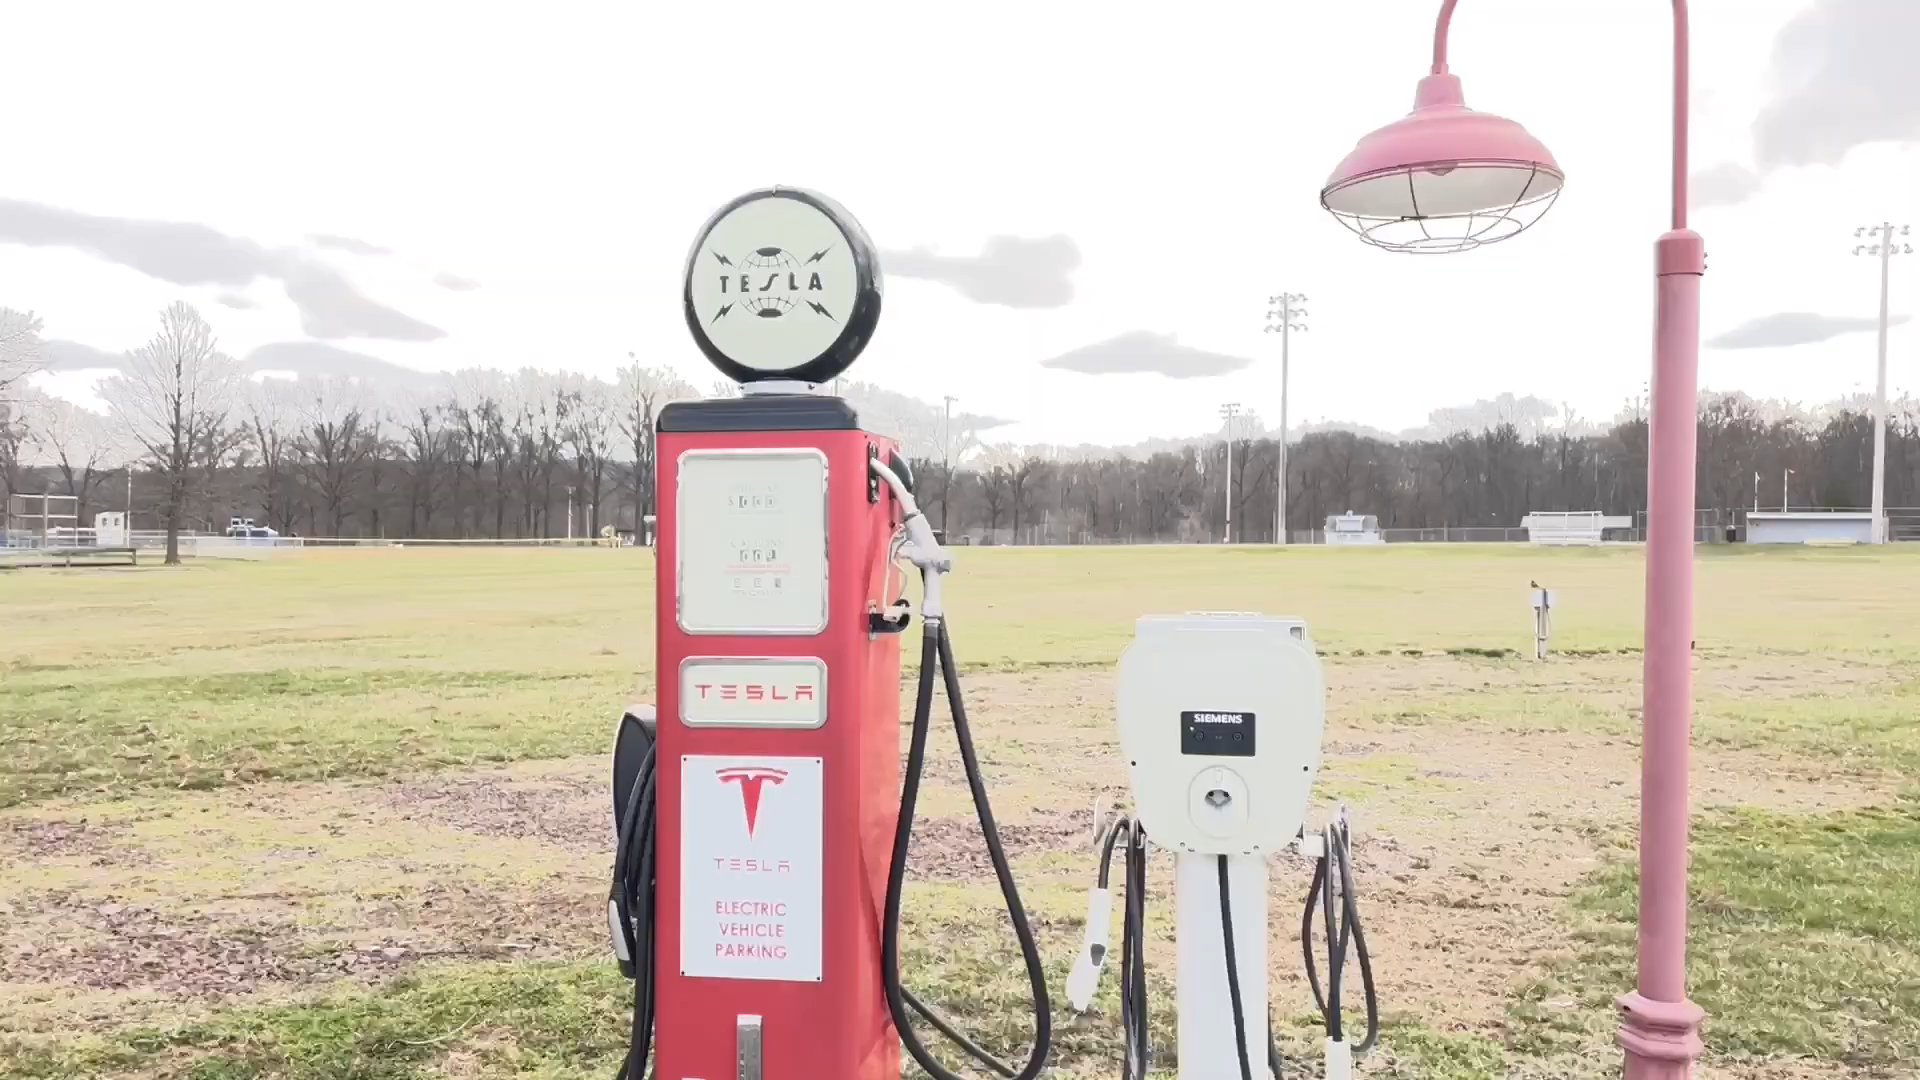 TESLA
TESLA
TESLA
ELECTRIC
VEHICLE
PARKING
SIEMENS